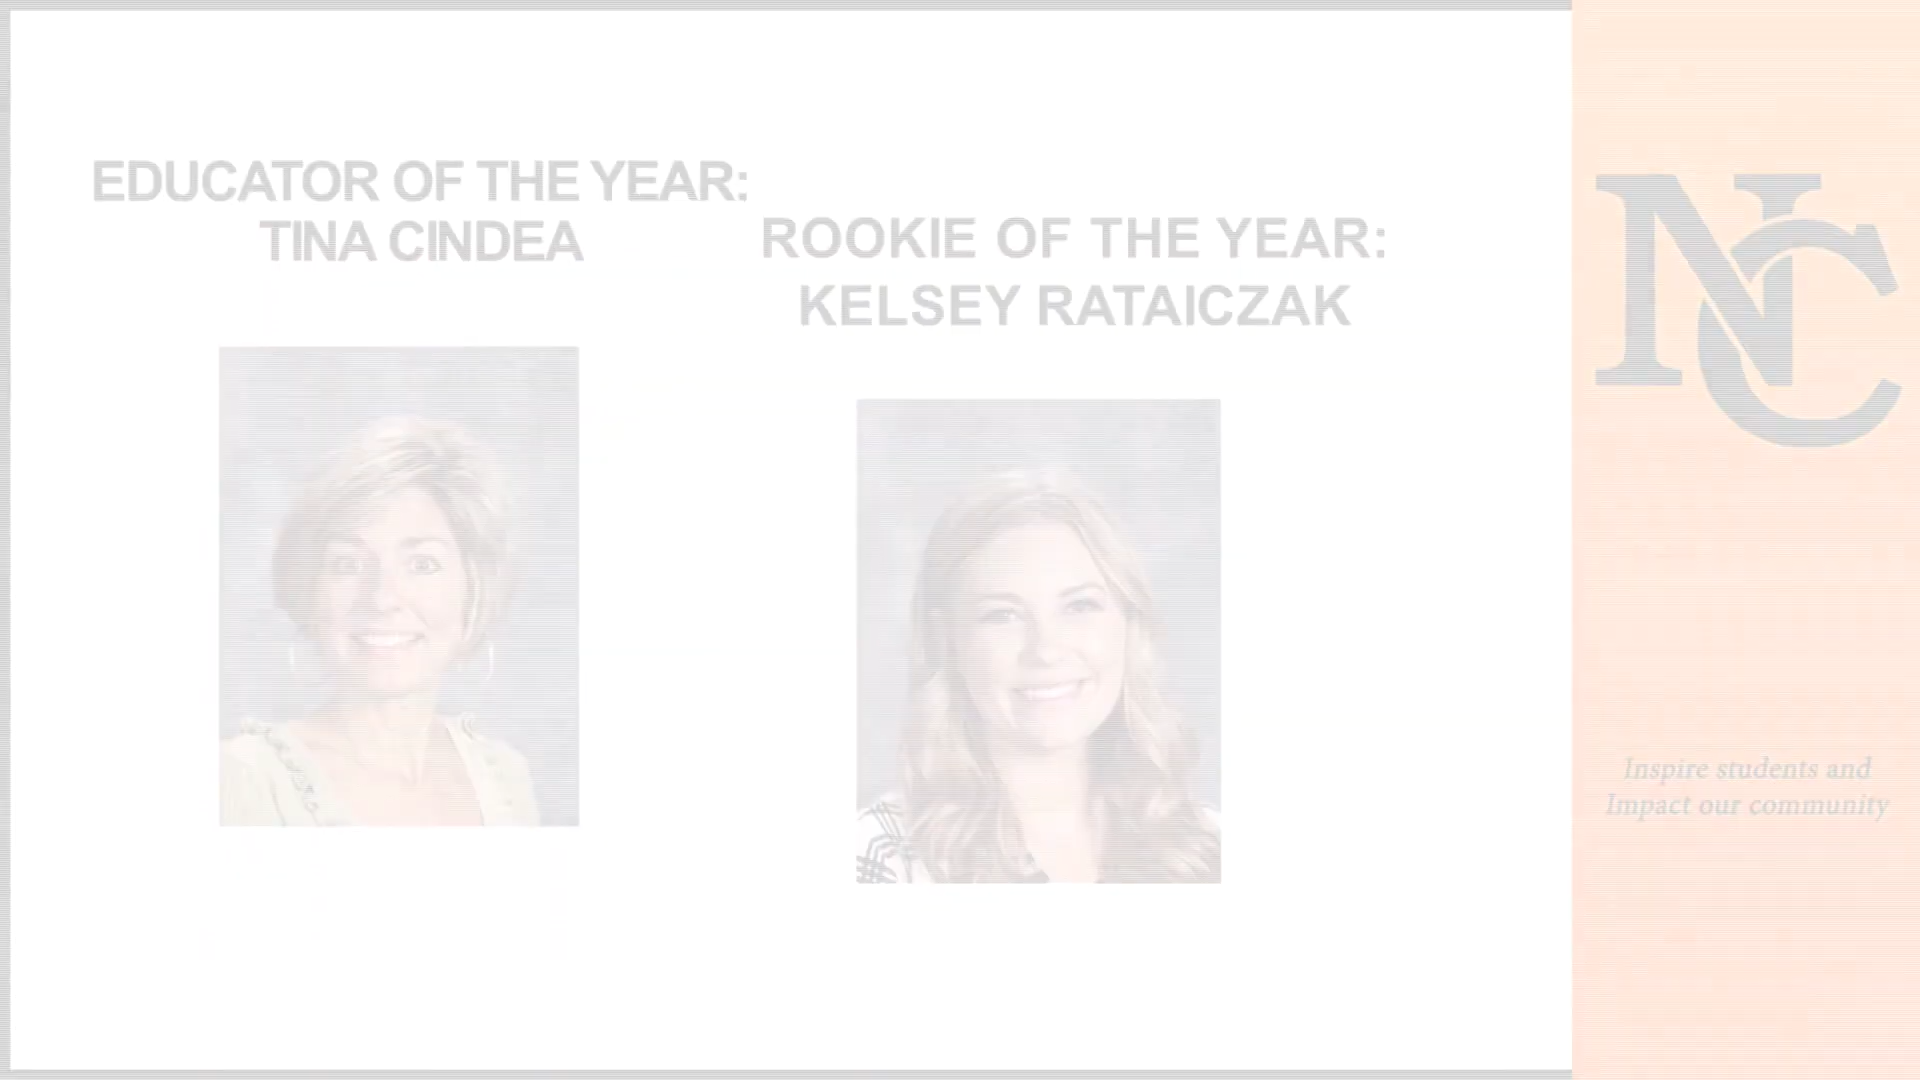 EDUCATOR OF THE YEAR:
TINA CINDEA
ROOKIE OF THE YEAR:
KELSEY RATAICZAK
NC
Inspire students and
Impact our community